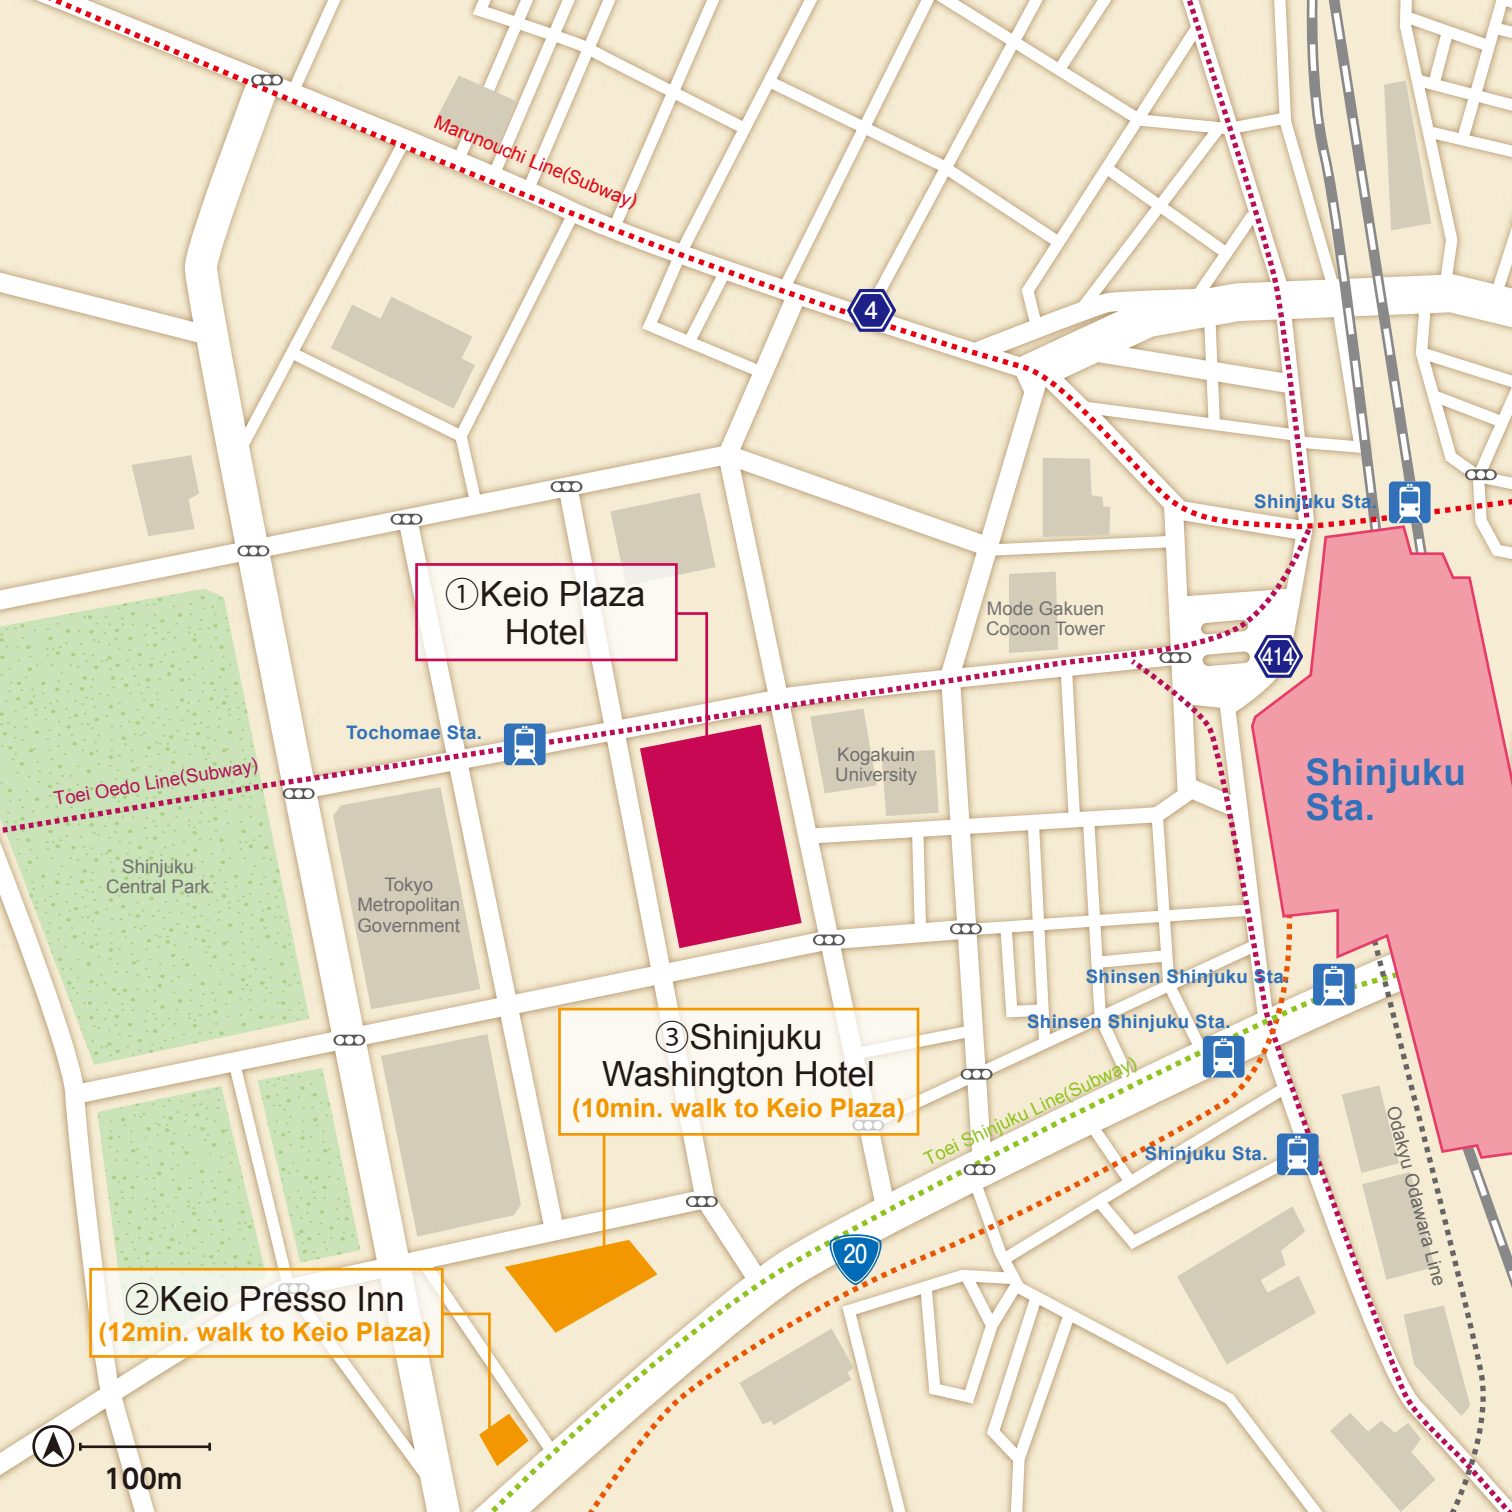 Marunouchi Line(Subway)
4
Shinjuku Sta.
①Keio Plaza
Hotel
Mode Gakuen
Cocoon Tower
414
Tochomae Sta.
Toei Oedo Line(Subway)
Kogakuin
University
Shinjuku
Sta.
Shinjuku
Central Park
Tokyo
Metropolitan
Government
Shinsen Shinjuku Sta.
Shinsen Shinjuku Sta.
③Shinjuku
Washington Hotel
(10min. walk to Keio Plaza)
Toei Shinjuku Line(Subway)
Shinjuku Sta.
Odakyu Odawara Line
20
②Keio Presso Inn
(12min. walk to Keio Plaza)
100m